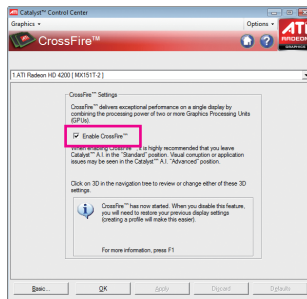 Catalyst™ Control Center
Graphics ▾
Options ▾
CrossFire™
ATI
RADEON
GRAPHICS
1.ATI Radeon HD 4200 [ MX151T-2 ]
CrossFire™ Settings
CrossFire™ delivers exceptional performance on a single display by
combining the processing power of two or more Graphics Processing Units
(GPUs).
Enable CrossFire™
When enabling CrossFire™, it is highly recommended that you leave
Catalyst™ A.I. in the "Standard" position. Visual corruption or application
issues may be seen in the Catalyst™ A.I. "Advanced" position.
Click on 3D in the navigation tree to review or change either of these 3D
settings.
CrossFire™ has now started. When you disable this feature,
you will need to restore your previous display settings
(creating a profile will make this easier).
For more information, press F1
Basic...
OK
Apply
Discard
Defaults